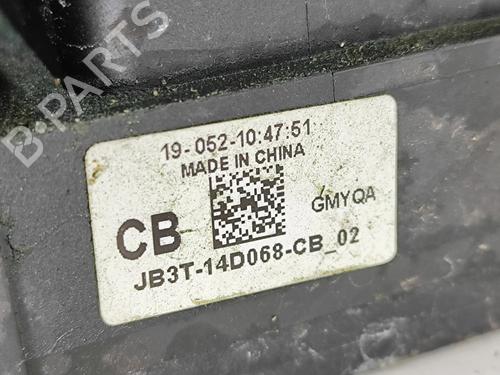 B-PARTS
19-052-10:47:51
MADE IN CHINA
CB
GMYQA
JB3T-14D068-CB_02